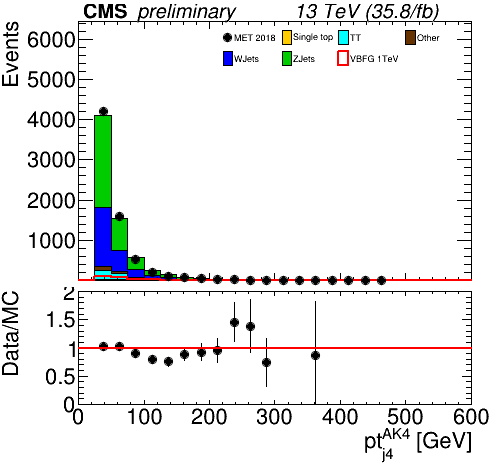 CMS preliminary 13 TeV (35.8/fb)
Events
6000
5000
4000
3000
2000
1000
MET 2018 Single top TT Other
WJets ZJets VBFG 1TeV
Data/MC
2
1.5
1
0.5
0
0 100 200 300 400 500 600
pt_j4^AK4 [GeV]